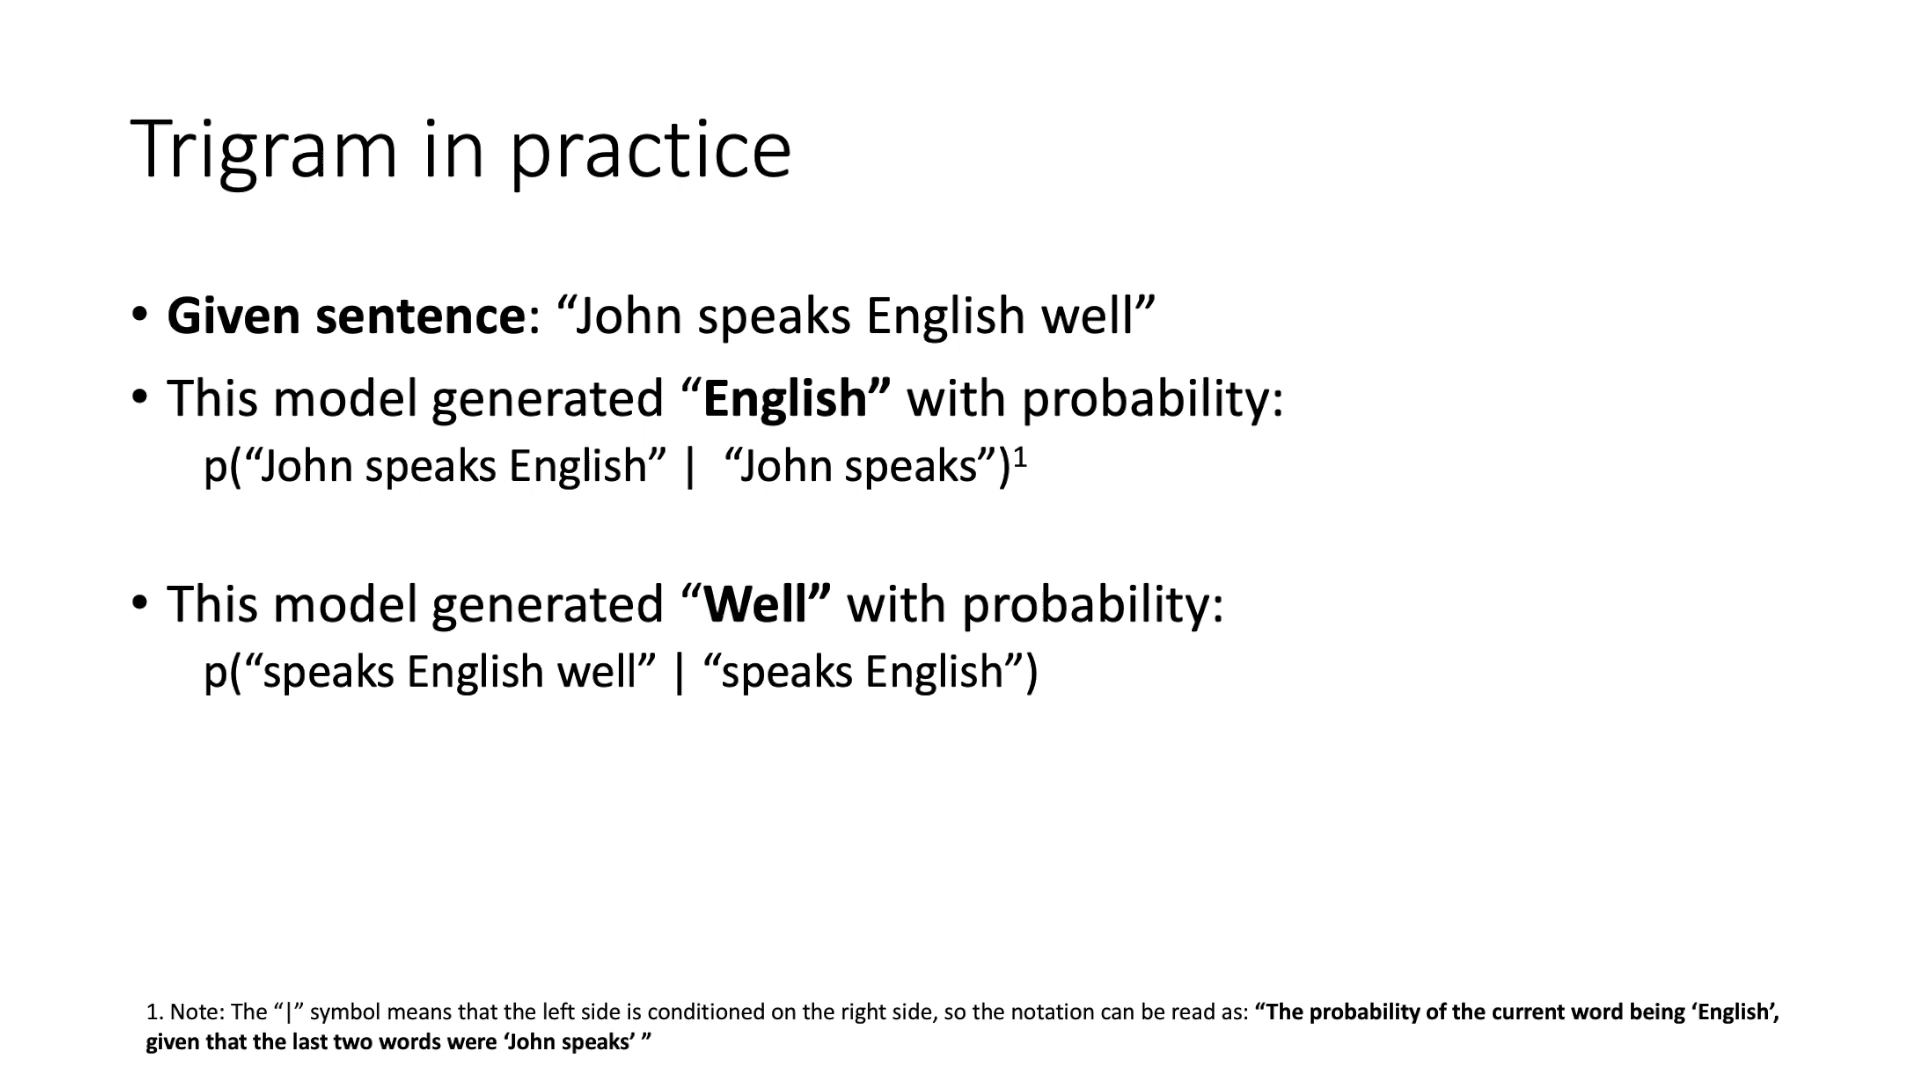 Trigram in practice
• Given sentence: “John speaks English well”
• This model generated “English” with probability:
p(“John speaks English” | “John speaks”)¹
• This model generated “Well” with probability:
p(“speaks English well” | “speaks English”)
1. Note: The “|” symbol means that the left side is conditioned on the right side, so the notation can be read as: “The probability of the current word being ‘English’,
given that the last two words were ‘John speaks’ ”